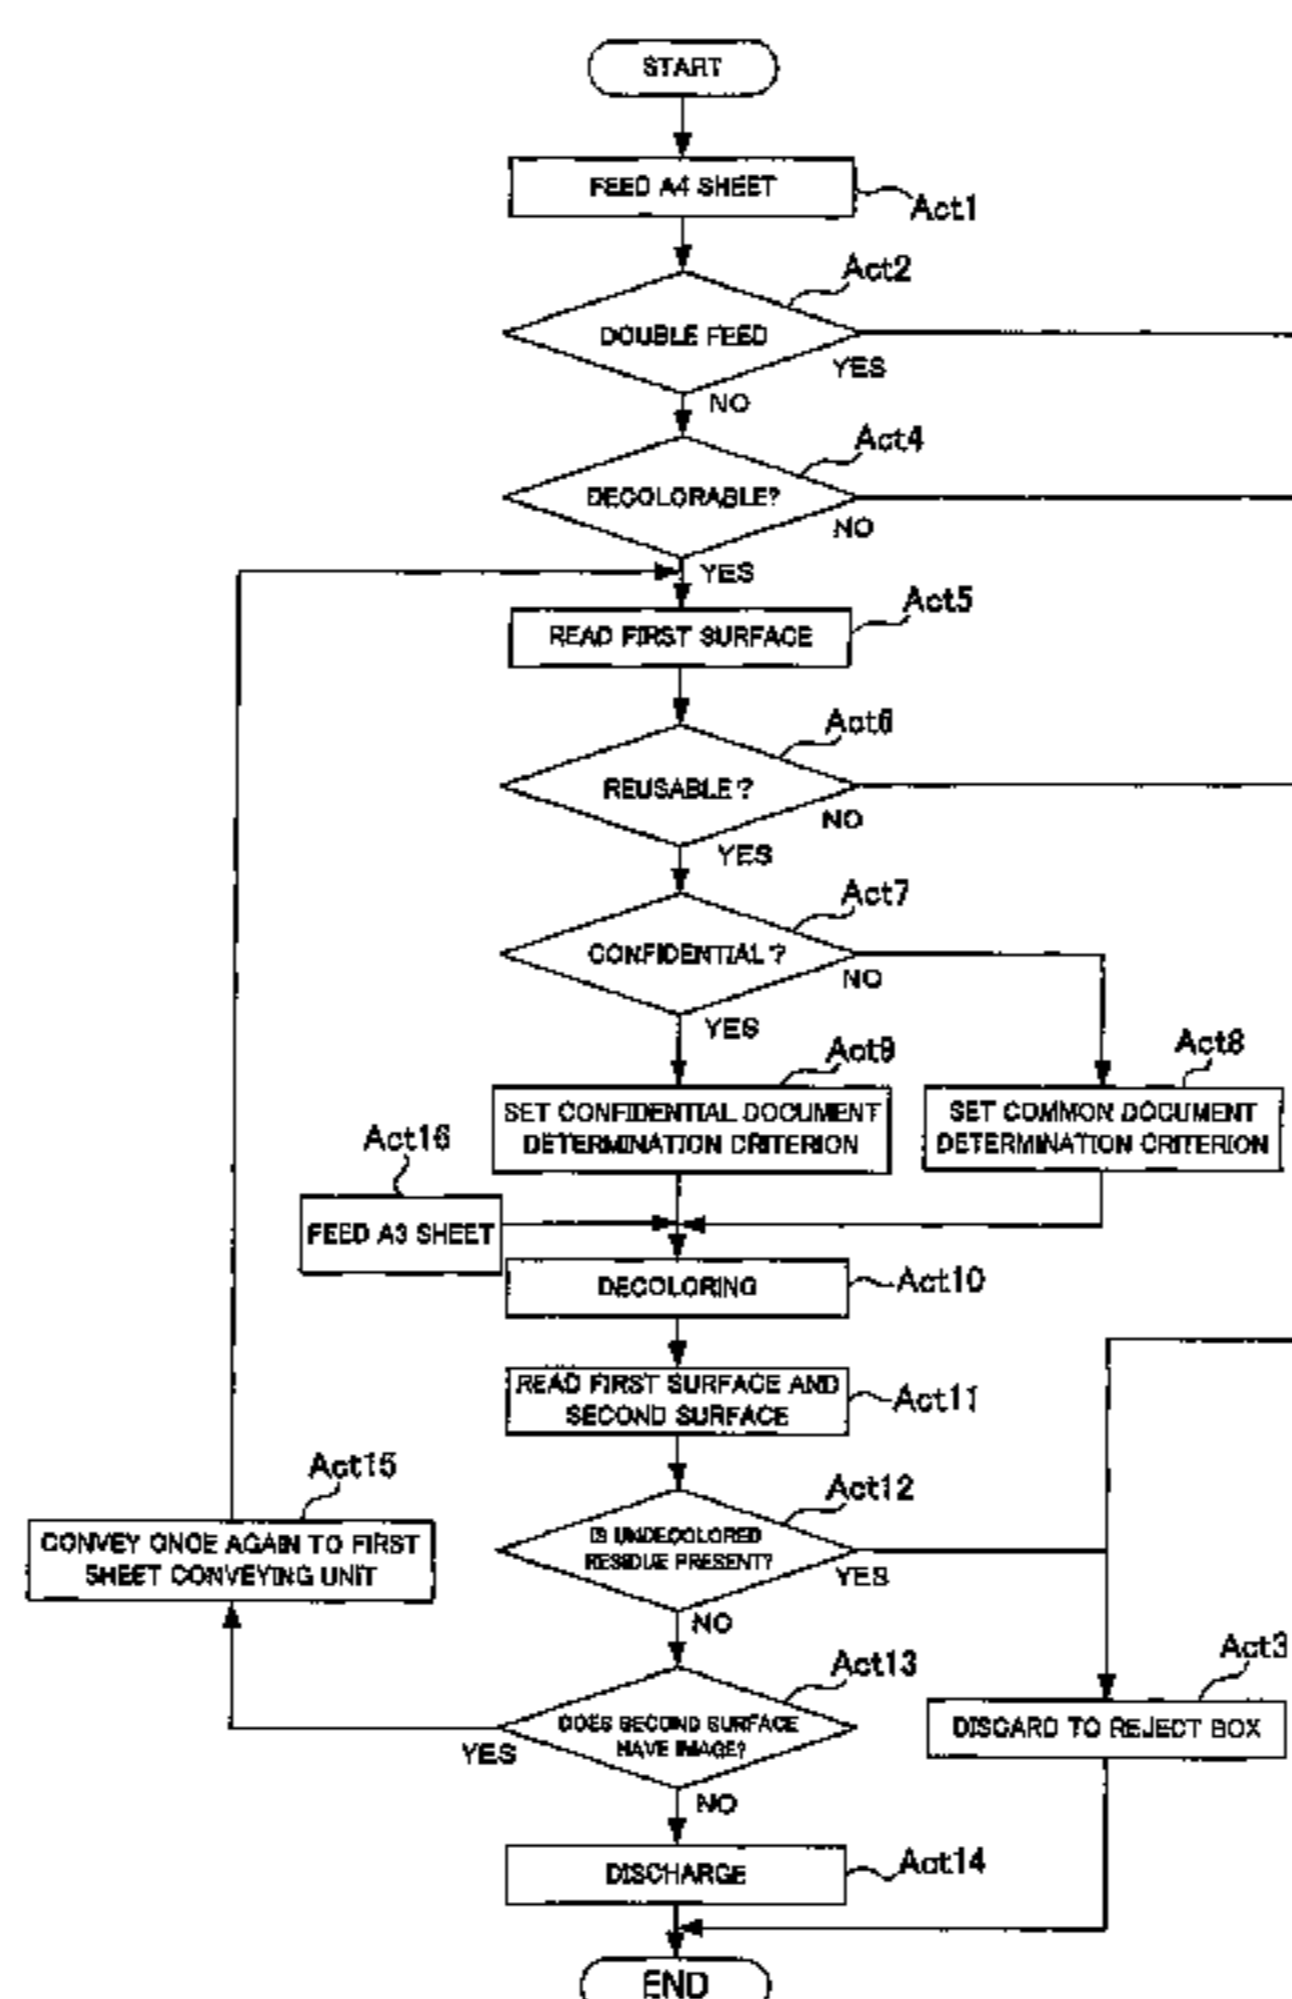 START
FEED A4 SHEET
Act1
Act2
DOUBLE FEED
YES
NO
Act4
DECOLORABLE?
NO
YES
Act5
READ FIRST SURFACE
Act6
REUSABLE?
NO
YES
Act7
CONFIDENTIAL?
NO
YES
Act9
Act8
SET CONFIDENTIAL DOCUMENT
DETERMINATION CRITERION
SET COMMON DOCUMENT
DETERMINATION CRITERION
Act16
FEED A3 SHEET
DECOLORING
Act10
READ FIRST SURFACE AND
SECOND SURFACE
Act11
Act15
CONVEY ONCE AGAIN TO FIRST
SHEET CONVEYING UNIT
Act12
IS UNDECOLORED
RESIDUE PRESENT?
YES
NO
Act13
Act3
DOES SECOND SURFACE
HAVE IMAGE?
YES
NO
DISCARD TO REJECT BOX
DISCHARGE
Act14
END